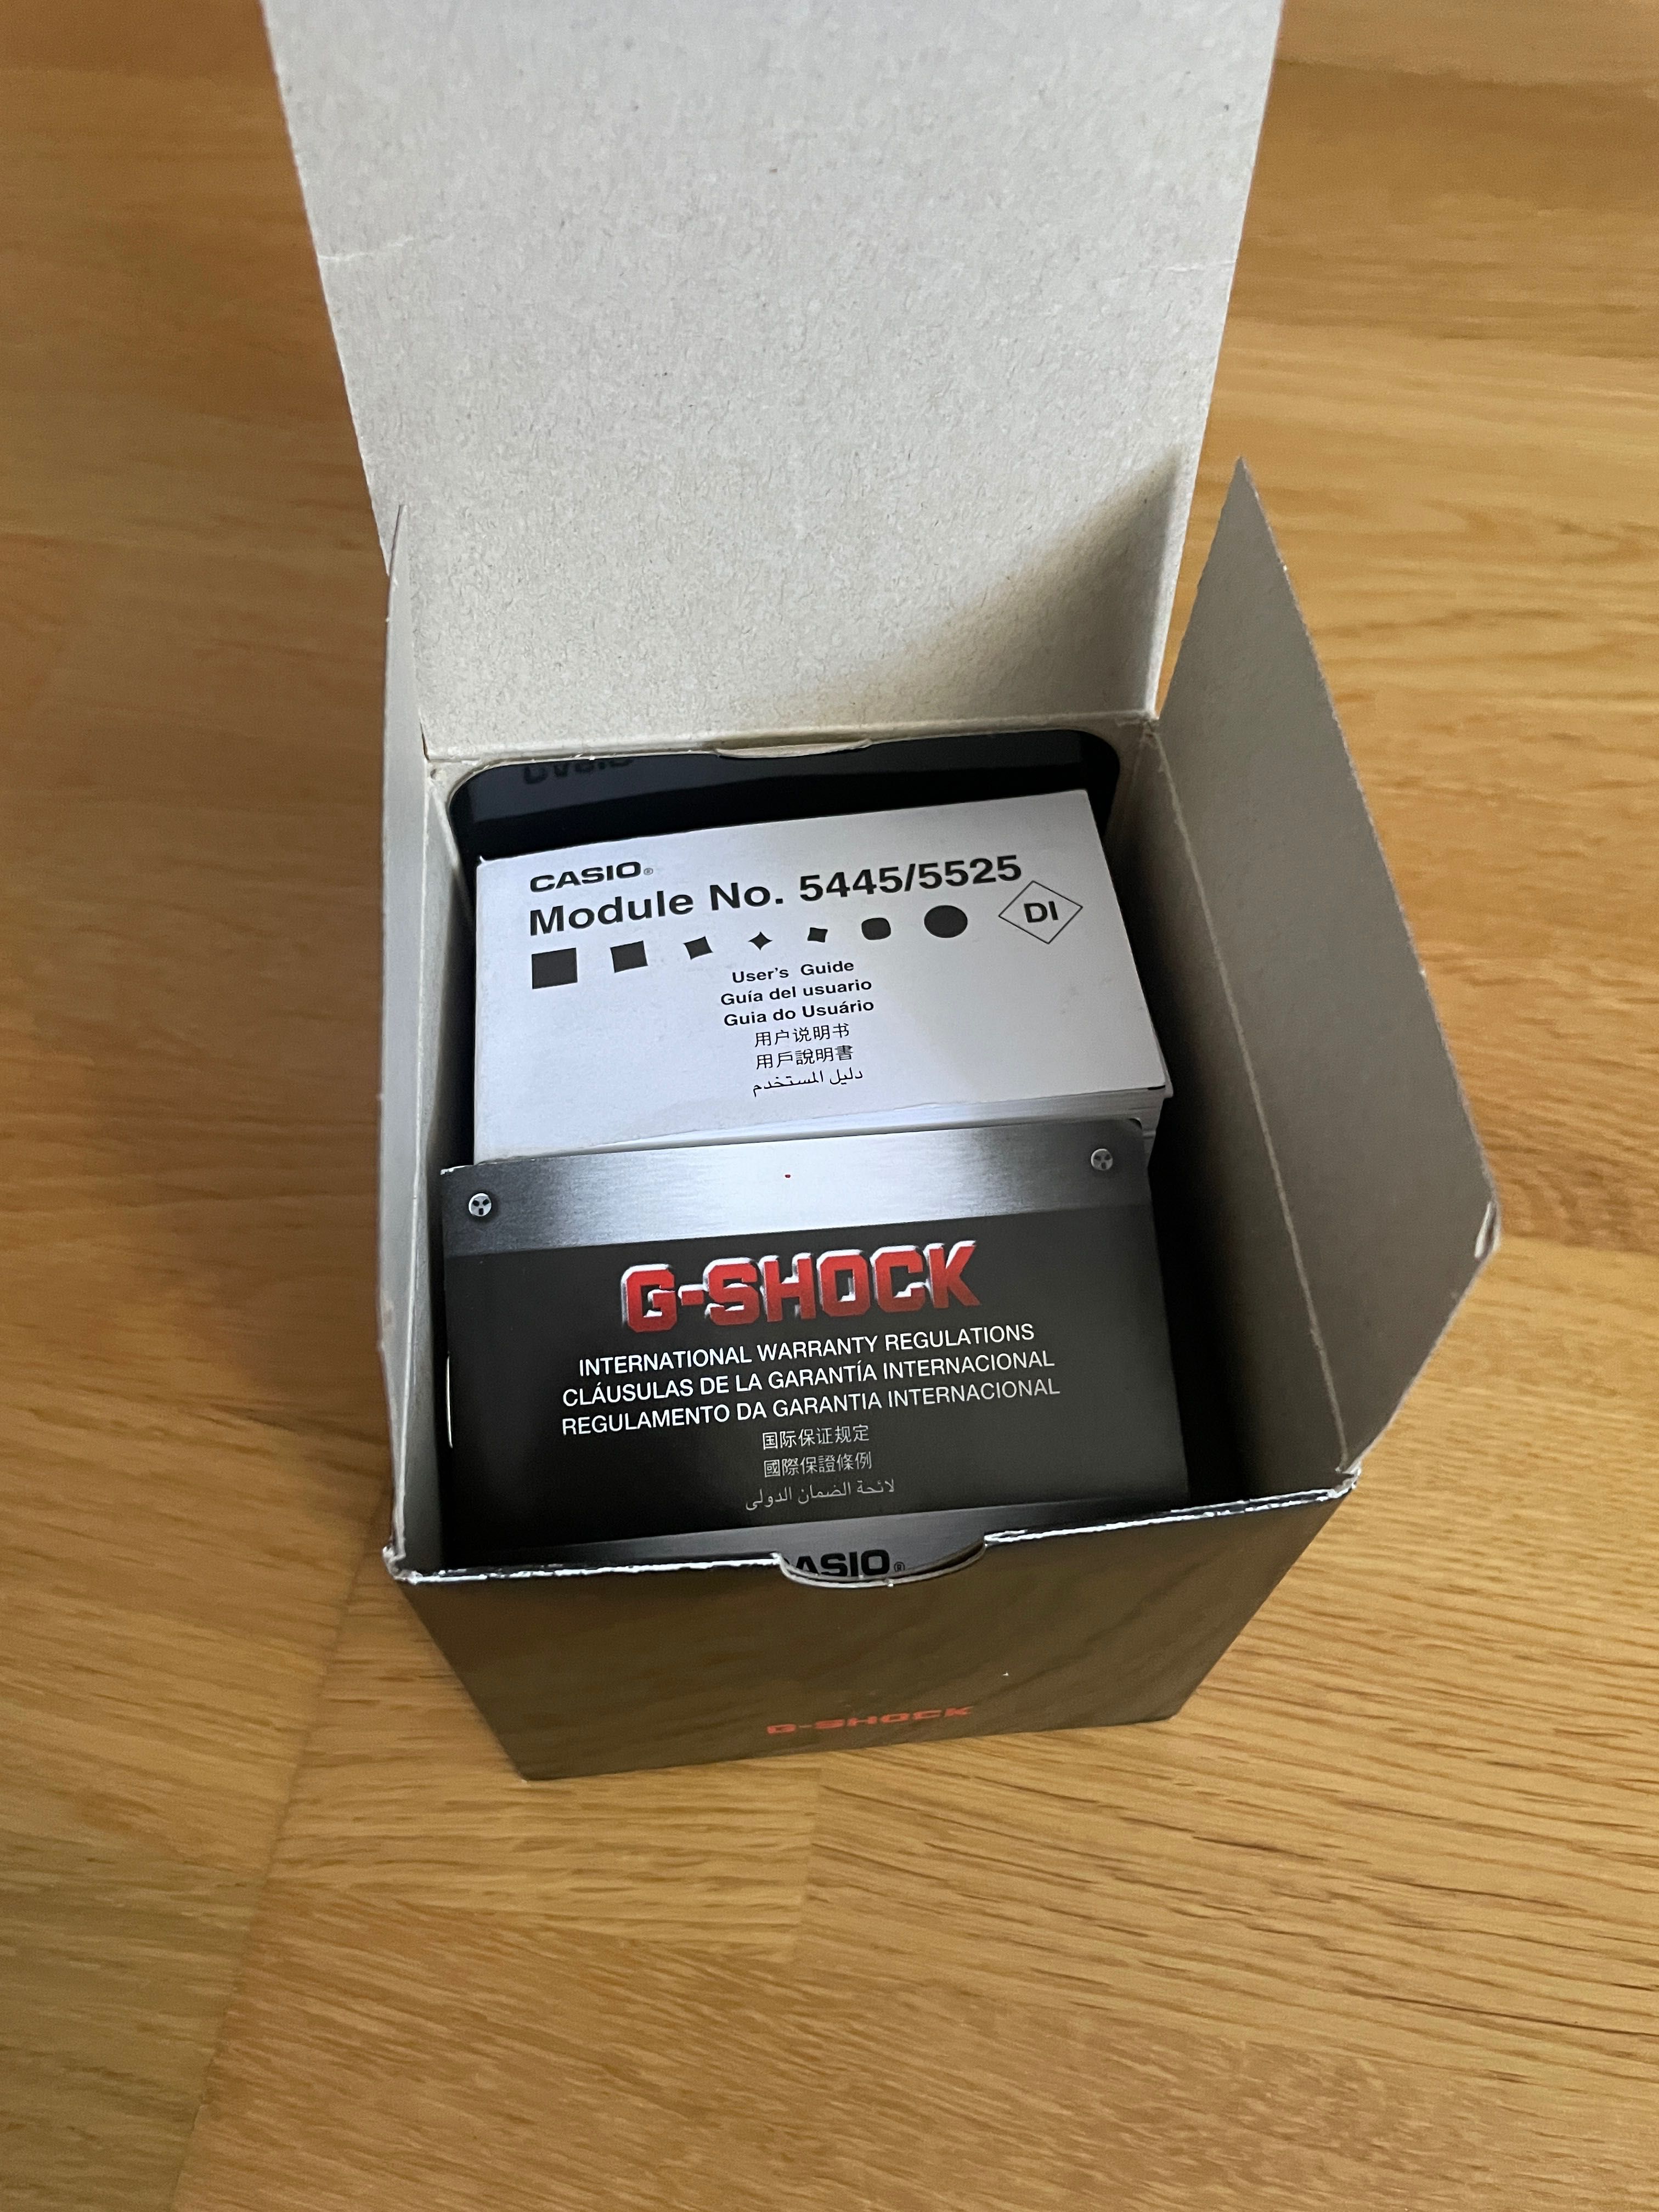 CASIO
CASIO®
Module No. 5445/5525
DI
User's Guide
Guía del usuario
Guia do Usuário
用户说明书
用戶說明書
دليل المستخدم
G-SHOCK
INTERNATIONAL WARRANTY REGULATIONS
CLÁUSULAS DE LA GARANTÍA INTERNACIONAL
REGULAMENTO DA GARANTIA INTERNACIONAL
国际保证规定
國際保證條例
لائحة الضمان الدولى
CASIO®
G-SHOCK